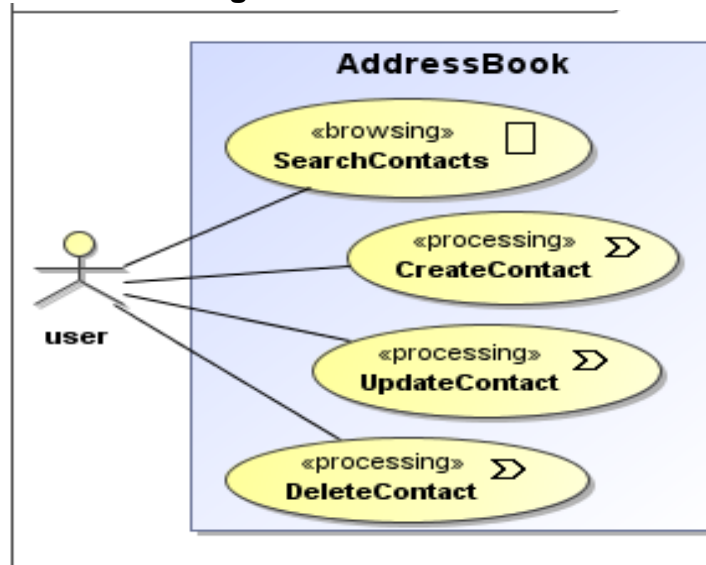 AddressBook
«browsing»
SearchContacts
«processing»
CreateContact
user
«processing»
UpdateContact
«processing»
DeleteContact